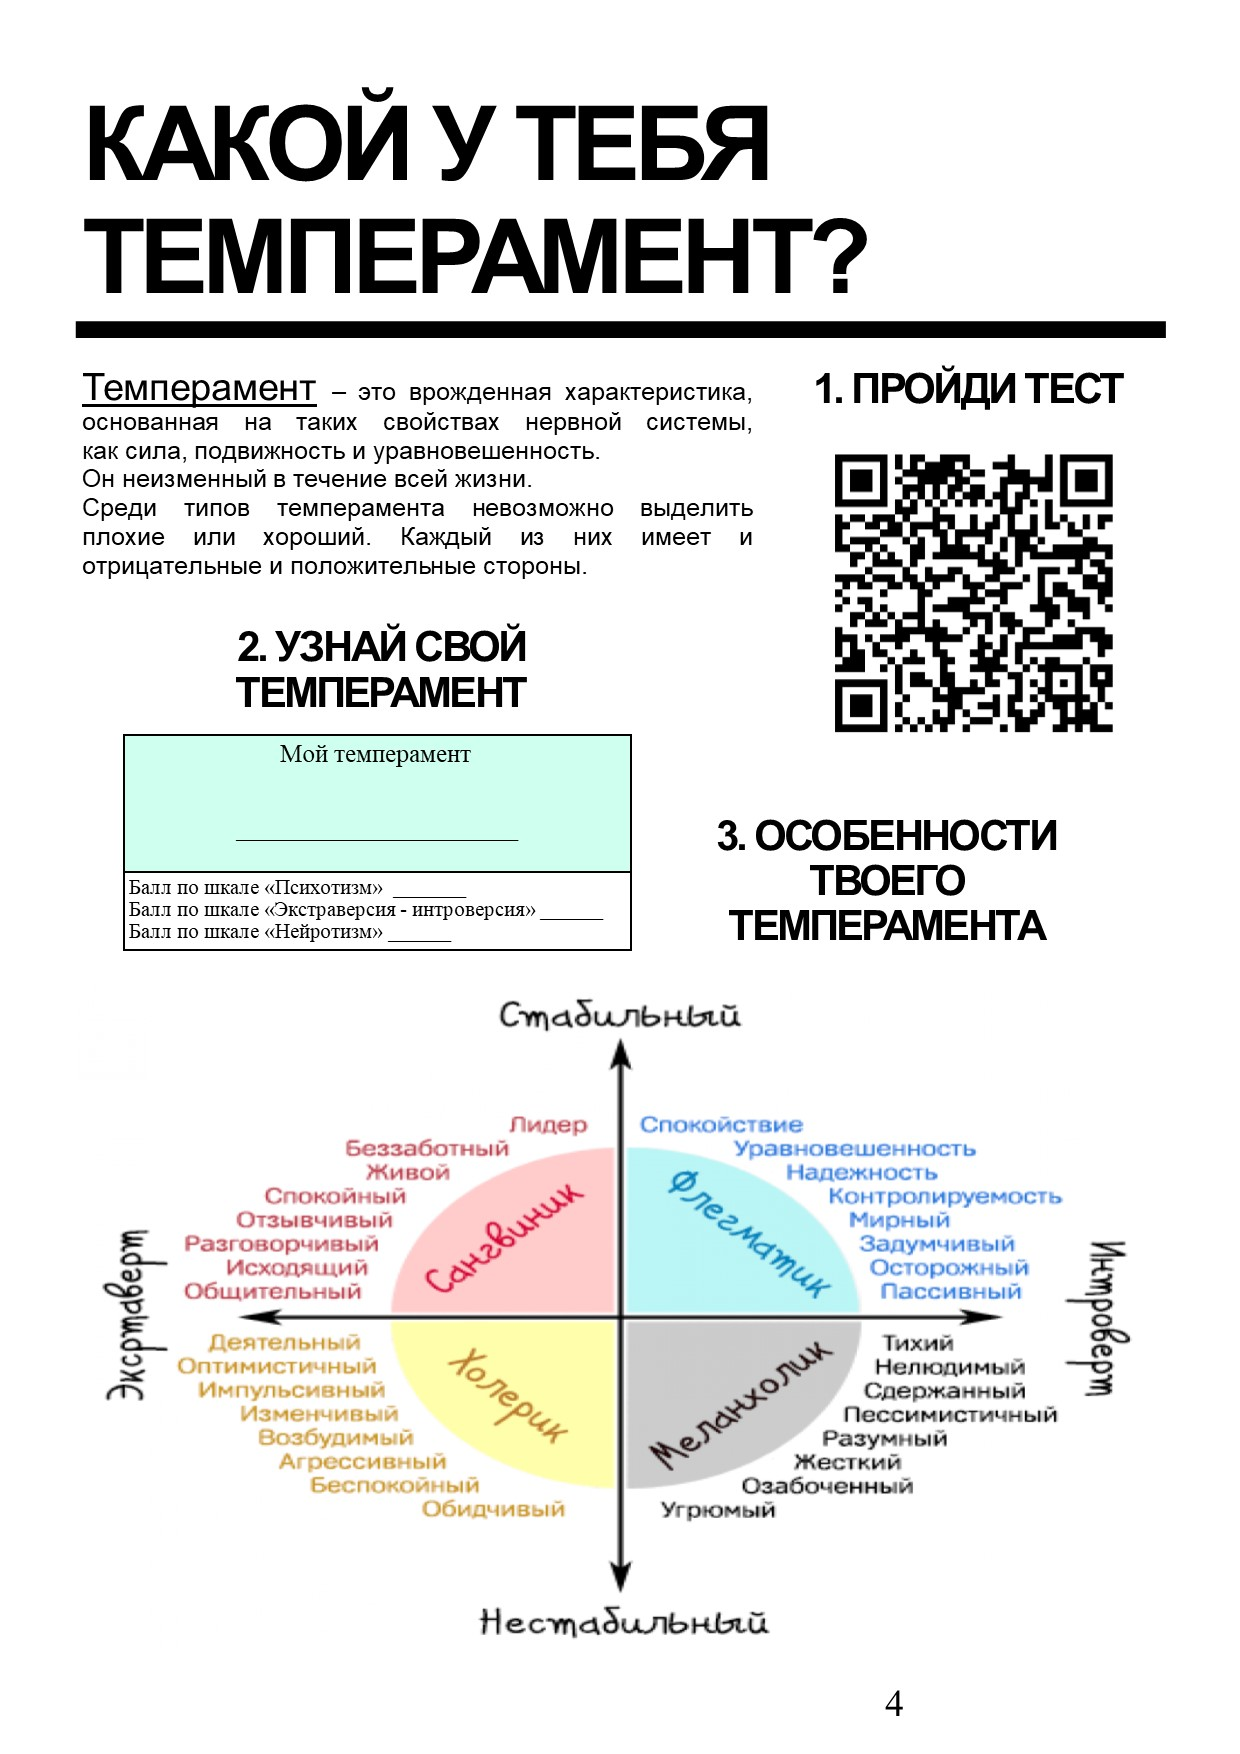 КАКОЙ У ТЕБЯ
ТЕМПЕРАМЕНТ?
Темперамент – это врожденная характеристика,
основанная на таких свойствах нервной системы,
как сила, подвижность и уравновешенность.
Он неизменный в течение всей жизни.
Среди типов темперамента невозможно выделить
плохие или хороший. Каждый из них имеет и
отрицательные и положительные стороны.
1. ПРОЙДИ ТЕСТ
2. УЗНАЙ СВОЙ
ТЕМПЕРАМЕНТ
Мой темперамент
Балл по шкале «Психотизм» _______
Балл по шкале «Экстраверсия - интроверсия» ______
Балл по шкале «Нейротизм» ______
3. ОСОБЕННОСТИ
ТВОЕГО
ТЕМПЕРАМЕНТА
Стабильный
Лидер
Беззаботный
Живой
Спокойный
Отзывчивый
Разговорчивый
Исходящий
Общительный
Сангвиник
Спокойствие
Уравновешенность
Надежность
Контролируемость
Мирный
Задумчивый
Осторожный
Пассивный
Флегматик
Эксртаверт
Интроверт
Деятельный
Оптимистичный
Импульсивный
Изменчивый
Возбудимый
Агрессивный
Беспокойный
Обидчивый
Холерик
Тихий
Нелюдимый
Сдержанный
Пессимистичный
Разумный
Жесткий
Озабоченный
Угрюмый
Меланхолик
Нестабильный
4